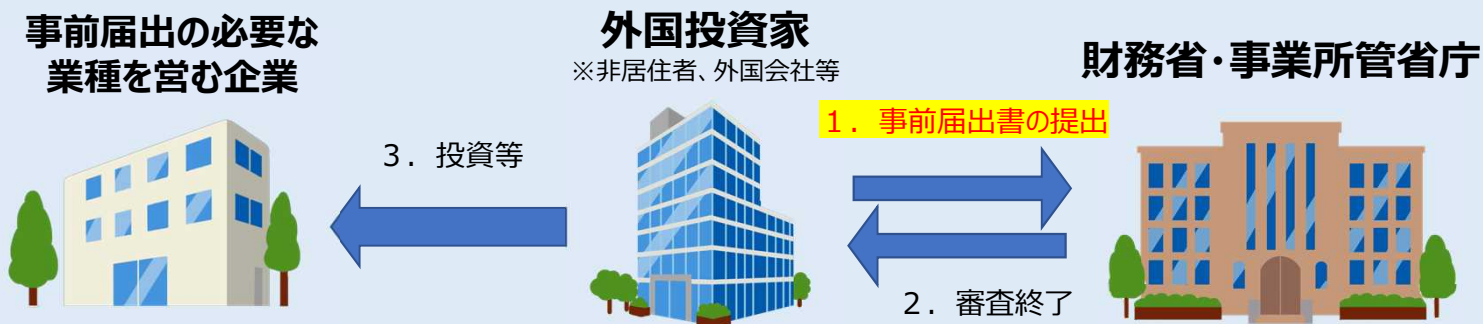 事前届出の必要な
業種を営む企業
外国投資家
※非居住者、外国会社等
財務省・事業所管省庁
1．事前届出書の提出
3．投資等
2．審査終了